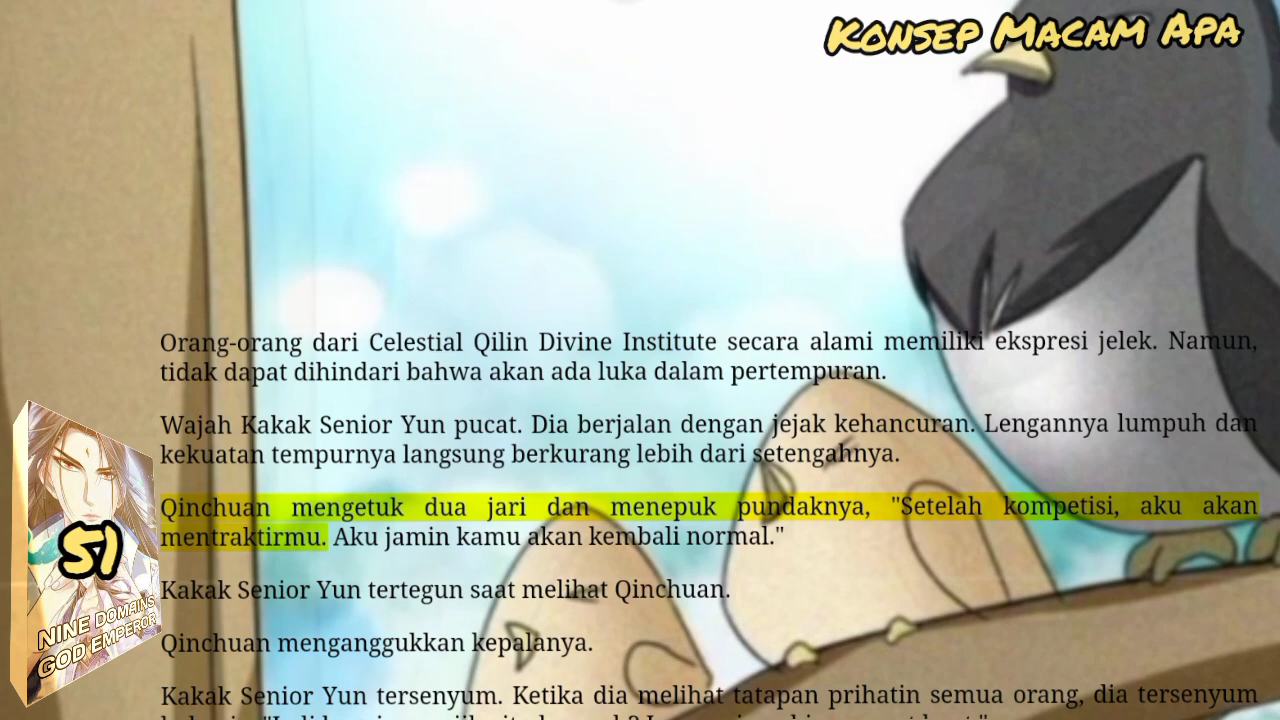 Konsep Macam Apa
Orang-orang dari Celestial Qilin Divine Institute secara alami memiliki ekspresi jelek. Namun,
tidak dapat dihindari bahwa akan ada luka dalam pertempuran.
Wajah Kakak Senior Yun pucat. Dia berjalan dengan jejak kehancuran. Lengannya lumpuh dan
kekuatan tempurnya langsung berkurang lebih dari setengahnya.
Qinchuan mengetuk dua jari dan menepuk pundaknya, "Setelah kompetisi, aku akan
mentraktirmu. Aku jamin kamu akan kembali normal."
Kakak Senior Yun tertegun saat melihat Qinchuan.
Qinchuan menganggukkan kepalanya.
Kakak Senior Yun tersenyum. Ketika dia melihat tatapan prihatin semua orang, dia tersenyum
51
NINE DOMAINS
GOD EMPEROR